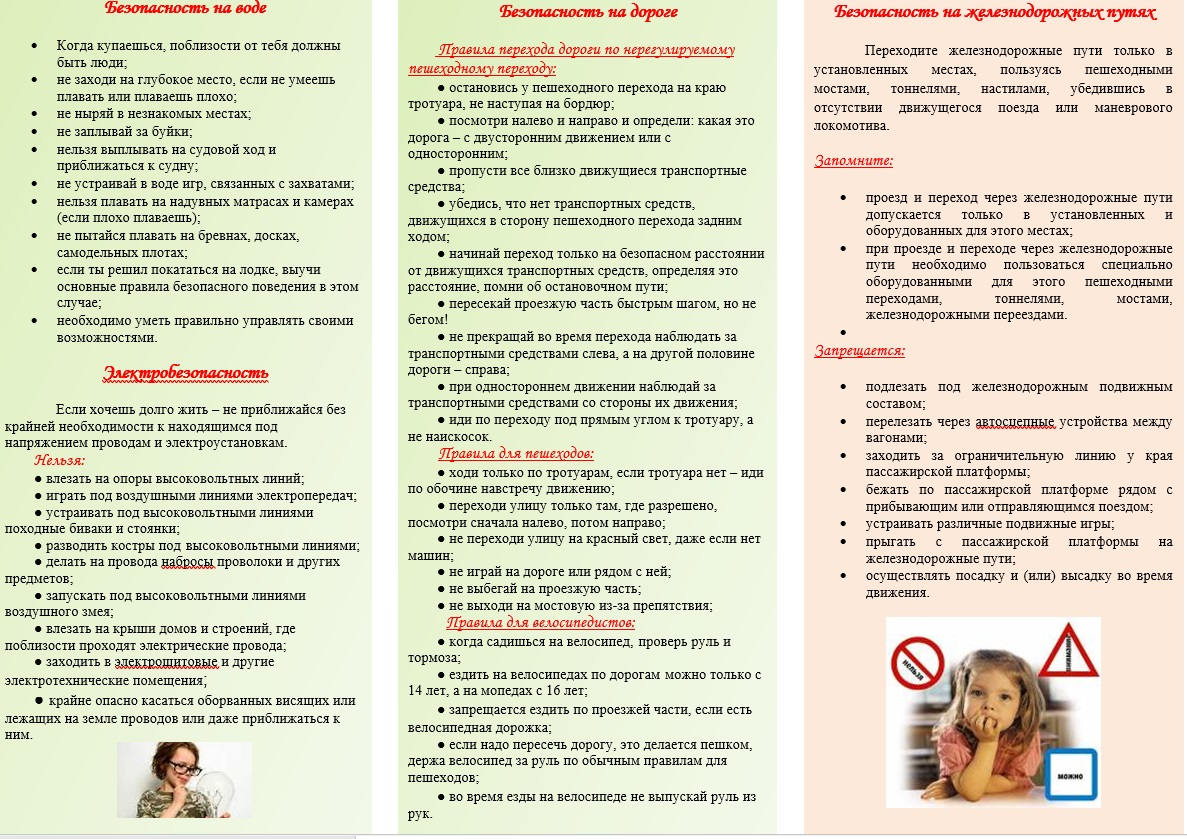 Безопасность на воде
• Когда купаешься, поблизости от тебя должны
быть люди;
• не заходи на глубокое место, если не умеешь
плавать или плаваешь плохо;
• не ныряй в незнакомых местах;
• не заплывай за буйки;
• нельзя выплывать на судовой ход и
приближаться к судну;
• не устраивай в воде игр, связанных с захватами;
• нельзя плавать на надувных матрасах и камерах
(если плохо плаваешь);
• не пытайся плавать на бревнах, досках,
самодельных плотах;
• если ты решил покататься на лодке, выучи
основные правила безопасного поведения в этом
случае;
• необходимо уметь правильно управлять своими
возможностями.
Электробезопасность
Если хочешь долго жить – не приближайся без
крайней необходимости к находящимся под
напряжением проводам и электроустановкам.
Нельзя:
● влезать на опоры высоковольтных линий;
● играть под воздушными линиями электропередач;
● устраивать под высоковольтными линиями
походные биваки и стоянки;
● разводить костры под высоковольтными линиями;
● делать на провода набросы проволоки и других
предметов;
● запускать под высоковольтными линиями
воздушного змея;
● влезать на крыши домов и строений, где
поблизости проходят электрические провода;
● заходить в электрощитовые и другие
электротехнические помещения;
● крайне опасно касаться оборванных висящих или
лежащих на земле проводов или даже приближаться к
ним.
Безопасность на дороге
Правила перехода дороги по нерегулируемому
пешеходному переходу:
● остановись у пешеходного перехода на краю
тротуара, не наступая на бордюр;
● посмотри налево и направо и определи: какая это
дорога – с двусторонним движением или с
односторонним;
● пропусти все близко движущиеся транспортные
средства;
● убедись, что нет транспортных средств,
движущихся в сторону пешеходного перехода задним
ходом;
● начинай переход только на безопасном расстоянии
от движущихся транспортных средств, определяя это
расстояние, помни об остановочном пути;
● пересекай проезжую часть быстрым шагом, но не
бегом!
● не прекращай во время перехода наблюдать за
транспортными средствами слева, а на другой половине
дороги – справа;
● при одностороннем движении наблюдай за
транспортными средствами со стороны их движения;
● иди по переходу под прямым углом к тротуару, а
не наискосок.
Правила для пешеходов:
● ходи только по тротуарам, если тротуара нет – иди
по обочине навстречу движению;
● переходи улицу только там, где разрешено,
посмотри сначала налево, потом направо;
● не переходи улицу на красный свет, даже если нет
машин;
● не играй на дороге или рядом с ней;
● не выбегай на проезжую часть;
● не выходи на мостовую из-за препятствия;
Правила для велосипедистов:
● когда садишься на велосипед, проверь руль и
тормоза;
● ездить на велосипедах по дорогам можно только с
14 лет, а на мопедах с 16 лет;
● запрещается ездить по проезжей части, если есть
велосипедная дорожка;
● если надо пересечь дорогу, это делается пешком,
держа велосипед за руль по обычным правилам для
пешеходов;
● во время езды на велосипеде не выпускай руль из
рук.
Безопасность на железнодорожных путях
Переходите железнодорожные пути только в
установленных местах, пользуясь пешеходными
мостами, тоннелями, настилами, убедившись в
отсутствии движущегося поезда или маневрового
локомотива.
Запомните:
• проезд и переход через железнодорожные пути
допускается только в установленных и
оборудованных для этого местах;
• при проезде и переходе через железнодорожные
пути необходимо пользоваться специально
оборудованными для этого пешеходными
переходами, тоннелями, мостами,
железнодорожными переездами.
•
Запрещается:
• подлезать под железнодорожным подвижным
составом;
• перелезать через автосцепные устройства между
вагонами;
• заходить за ограничительную линию у края
пассажирской платформы;
• бежать по пассажирской платформе рядом с
прибывающим или отправляющимся поездом;
• устраивать различные подвижные игры;
• прыгать с пассажирской платформы на
железнодорожные пути;
• осуществлять посадку и (или) высадку во время
движения.
нельзя
внимание
можно